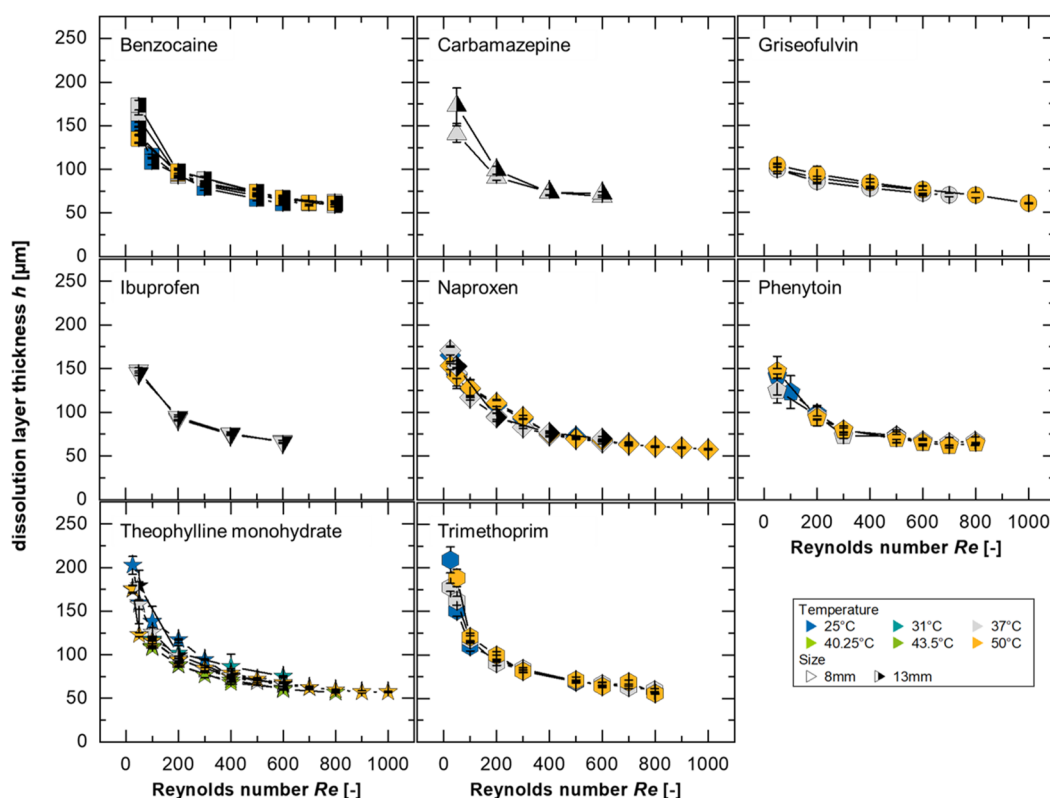 250
200
150
100
50
0
Benzocaine
Carbamazepine
Griseofulvin
dissolution layer thickness h [µm]
250
200
150
100
50
0
Ibuprofen
Naproxen
Phenytoin
0 200 400 600 800 1000
Reynolds number Re [-]
250
200
150
100
50
0
Theophylline monohydrate
Trimethoprim
Temperature
25°C 31°C 37°C
40.25°C 43.5°C 50°C
Size
8mm 13mm
0 200 400 600 800 1000
0 200 400 600 800 1000
Reynolds number Re [-]
Reynolds number Re [-]